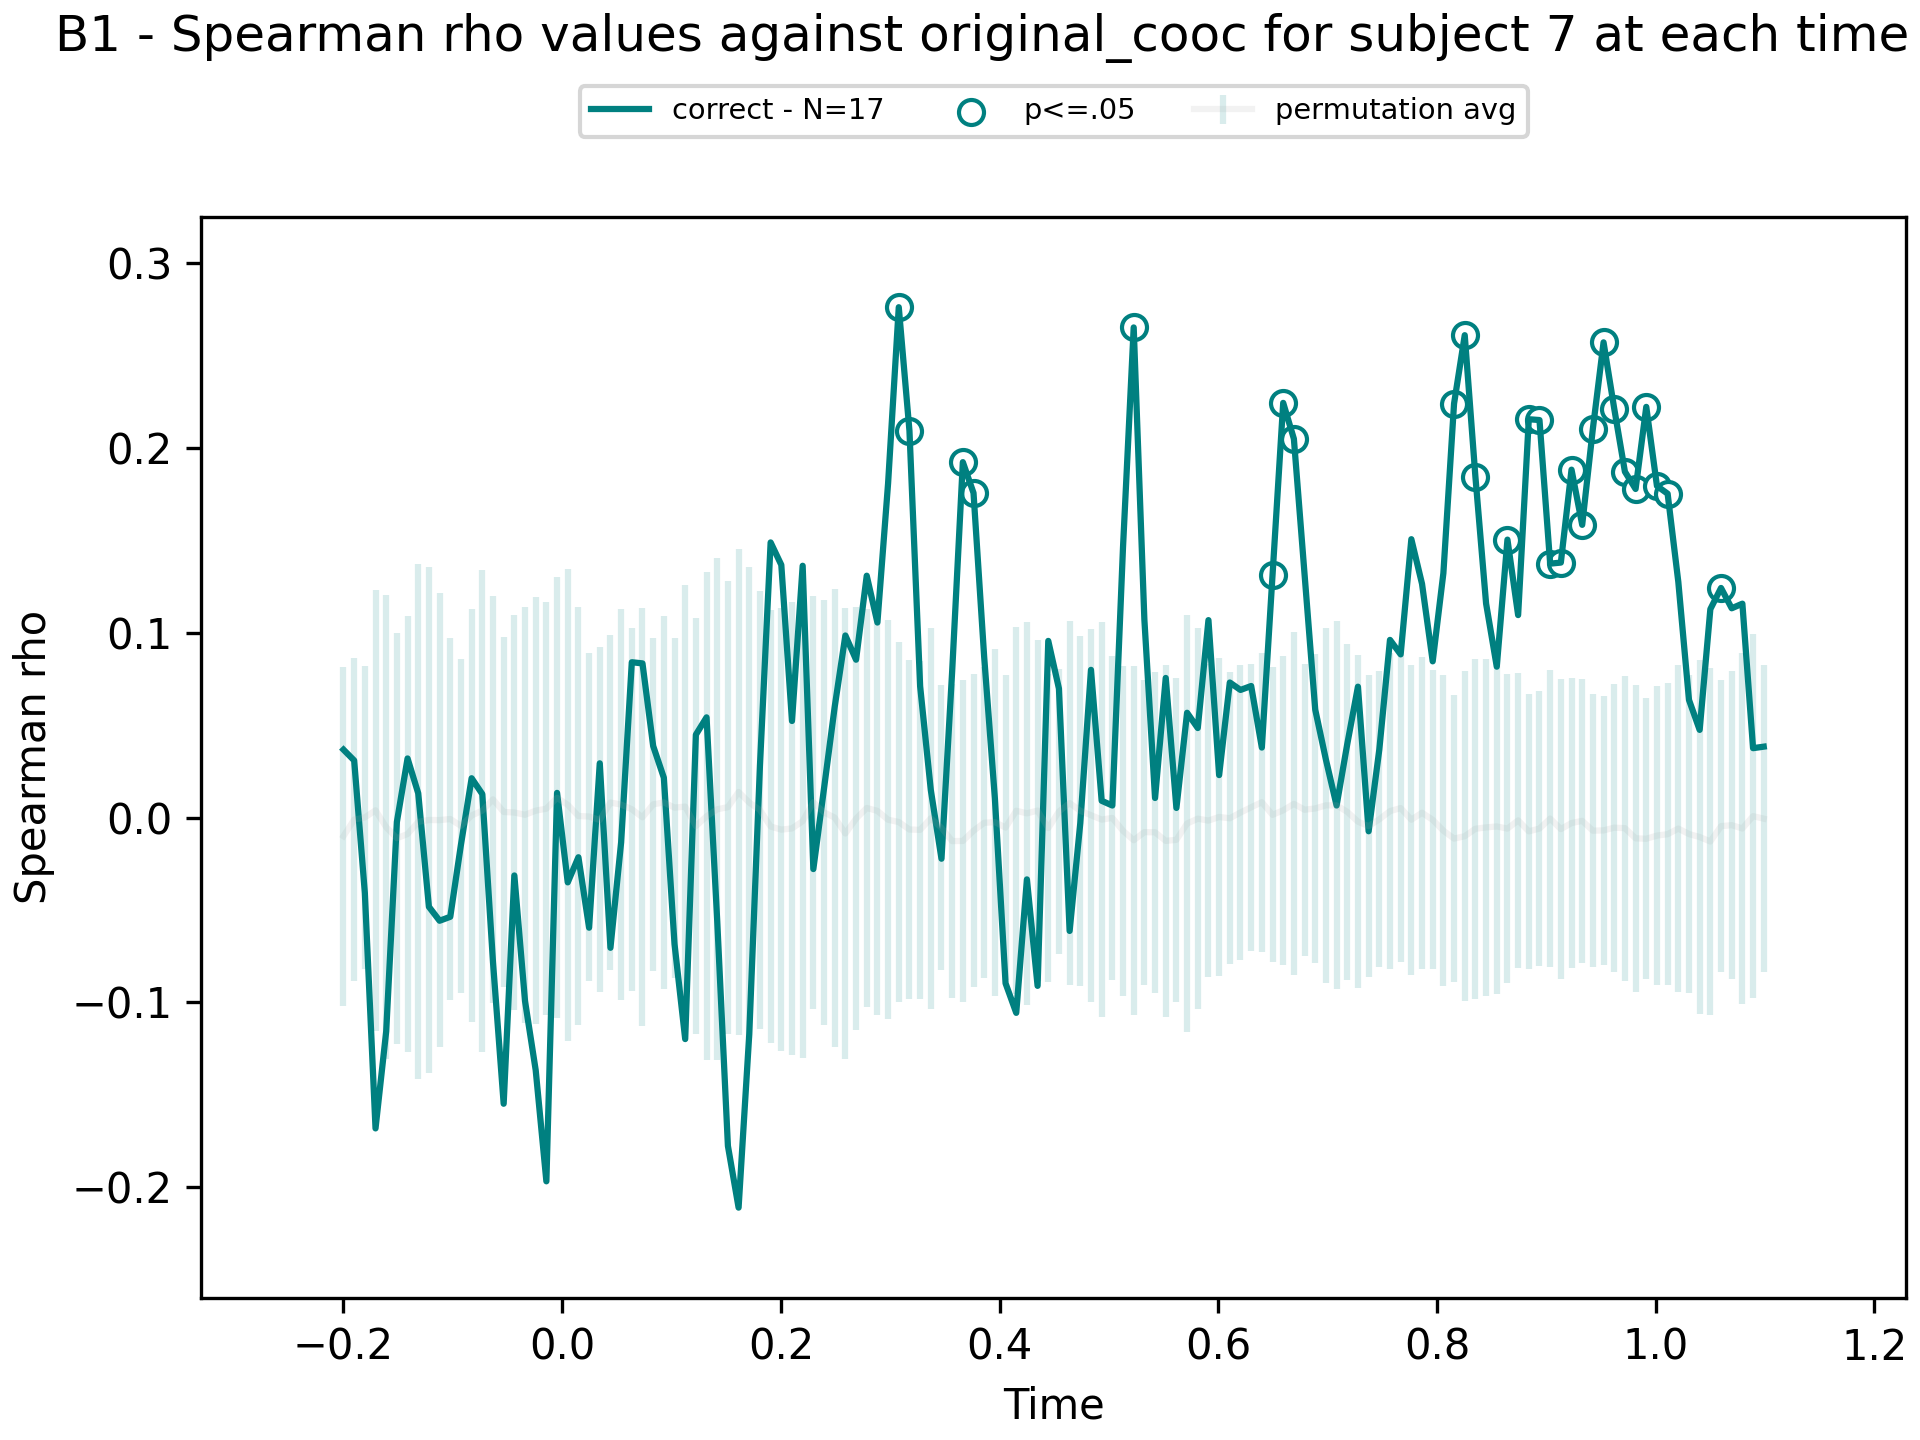 B1 - Spearman rho values against original_cooc for subject 7 at each time
correct - N=17 p<=.05 permutation avg
0.3
0.2
0.1
0.0
−0.1
−0.2
Spearman rho
−0.2 0.0 0.2 0.4 0.6 0.8 1.0 1.2
Time